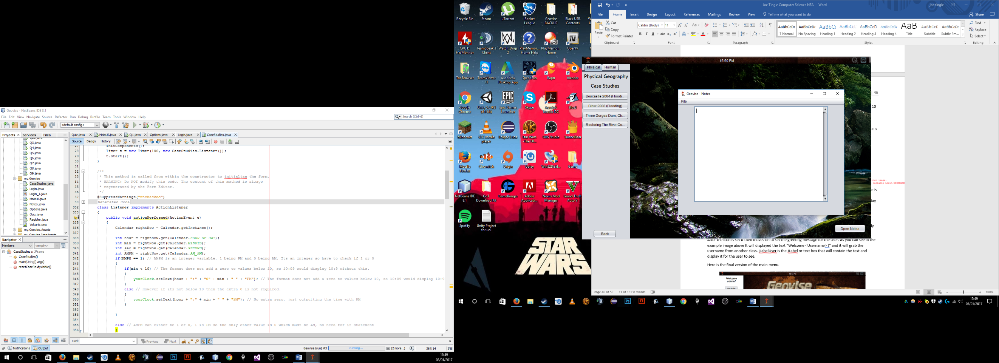 Geovise - NetBeans IDE 8.1
File Edit View Navigate Source Refactor Run Debug Profile Team Tools Window Help
Search (Ctrl+I)
<default config>
Projects Services Files
Q3.java
Q4.java
Q5.java
Q6.java
Q7.java
Q8.java
Q9.java
my.Geovise
CaseStudies.java
Login.java
Login_1.java
MainUI.java
Notes.java
Options.java
Quiz.java
Register.java
Volcanic.png
my.Geovise.Assets
my.Geovise.IconAssets
Navigator
Members <empty>
CaseStudies :: JFrame
CaseStudies()
main(String[] args)
resetCaseStudyVisible()
Quiz.java MainUI.java Q1.java Options.java Login.java CaseStudies.java
Source Design History
27 initComponents();
28 Timer t = new Timer(100, new CaseStudies.Listener());
29 t.start();
30 }
31
32 /**
33 * This method is called from within the constructor to initialize the form.
34 * WARNING: Do NOT modify this code. The content of this method is always
35 * regenerated by the Form Editor.
36 */
37 @SuppressWarnings("unchecked")
38 Generated Code
332 class Listener implements ActionListener
333 {
public void actionPerformed(ActionEvent e)
335 {
336 Calendar rightNow = Calendar.getInstance();
337
338 int hour = rightNow.get(Calendar.HOUR_OF_DAY);
339 int min = rightNow.get(Calendar.MINUTE);
340 int sec = rightNow.get(Calendar.SECOND);
341 int AMPM = rightNow.get(Calendar.AM_PM);
342 if(AMPM == 1) // AMPM is an integer variable, 1 being PM and 0 being AM. Its an integer so have to check if 1 or 0
343 {
344 if(min < 10) // The format does not add a zero to values below 10, so 10:09 would display 10:9 without this.
345 {
346 yourClock.setText(hour + ":" + "0" + min + " " + "PM"); // The format does not add a zero to values below 10, so 10:09 would display 10:9
347 }
348 else // However if its not below 10 then the extra 0 is not required.
349 {
350 yourClock.setText(hour + ":" + min + " " + "PM"); // No extra zero, just outputting the time with PM
351 }
352
353 }
354
355 else // AMPM can either be 1 or 0, 1 is PM so the only other value is 0 which must be AM, no need for if statement
356 {
Find: Previous Next
Notifications Output
Geovise (run) #3 running... (2 more...) 367:14 INS
15:49
03/01/2017
Recycle Bin Steam µTorrent Rocket League Geovise BACKUP Black USB Contents
CPUID HWMonitor TeamSpeak 3 Client Watch_Dogs 2 PlayMemor... Home Help PlayMemor... Home OpenIV
Tor Browser TeamViewer 11 Autodesk Desktop App SpeedFan Raptr blender
Google Chrome Unity 5.5.0f3 (64-bit) Epic Games Launcher Skype Acrobat Reader DC BlueJ
Minecraft VLC media player Eclipse Luna Star Wars -The Ol... OBS Studio TunnelBear
Mozilla Firefox Clownfish Origin Uplay Win32Diskl... Game
NetBeans IDE 8.1 GoT Download Kit GameRanger Adobe Applicati... Nexus Mod Manager Grand Theft Auto V
Spotify Unity Project for uni
STAR
WARS
Joe Tingle Computer Science NEA - Word
joe tingle
File Home Insert Design Layout References Mailings Review View Tell me what you want to do
Share
Paste Cut Copy Format Painter
Calibri (Body) 11
AaBbCcDc AaBbCcDc AaBbCc AaBbCcD AaBbCcD AaBbCcDc AaB AaBbCcD AaBbCcDc
¶ Normal No Spacing Heading 1 Heading 2 Heading 3 Heading 4 Title Subtitle Subtle Em...
Find
Replace
Select
Clipboard Font Paragraph Styles Editing
15:50 PM
Physical Human
Physical Geography
Case Studies
Boscastle 2004 (Floodi...
Bihar 2008 (Flooding)
Three Gorges Dam, Ch...
Restoring The River Co...
Back
Geovise - Notes
File
Open Notes
| 46
10
e is
icon image.
variable Login.USERNAME
e is
lay
ly
After the icon is set it then moves on to set the greeting message for the user. As you can see in the
example image above It will displayed the text "Welcome <Username> !" and it will grab the
username from another class. jLabelUser is the JLabel or text box that will contain the text and
display it for the user to see.
Here is the final version of the main menu.
Welcome
admin!
Geovise
Page 46 of 52 11 of 13131 words
100%
15:49
03/01/2017